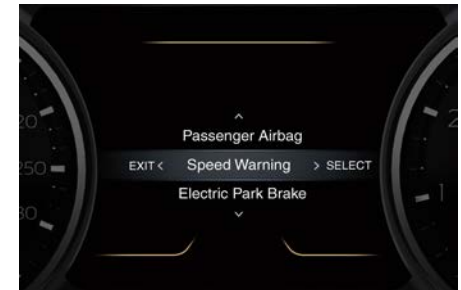 Passenger Airbag
EXIT < Speed Warning > SELECT
Electric Park Brake